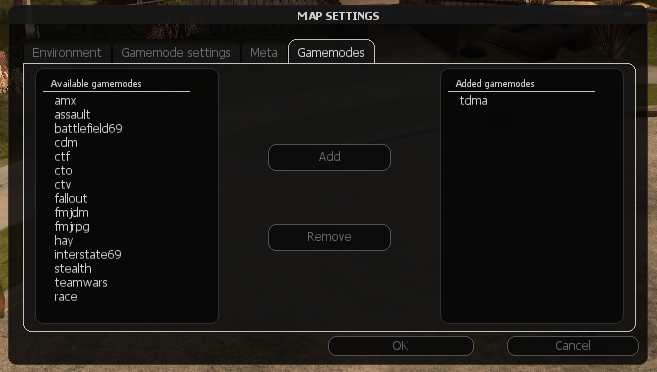 MAP SETTINGS
Environment Gamemode settings Meta Gamemodes
Available gamemodes
amx
assault
battlefield69
cdm
ctf
cto
ctv
fallout
fmjdm
fmjrpg
hay
interstate69
stealth
teamwars
race
Add
Remove
Added gamemodes
tdma
OK Cancel